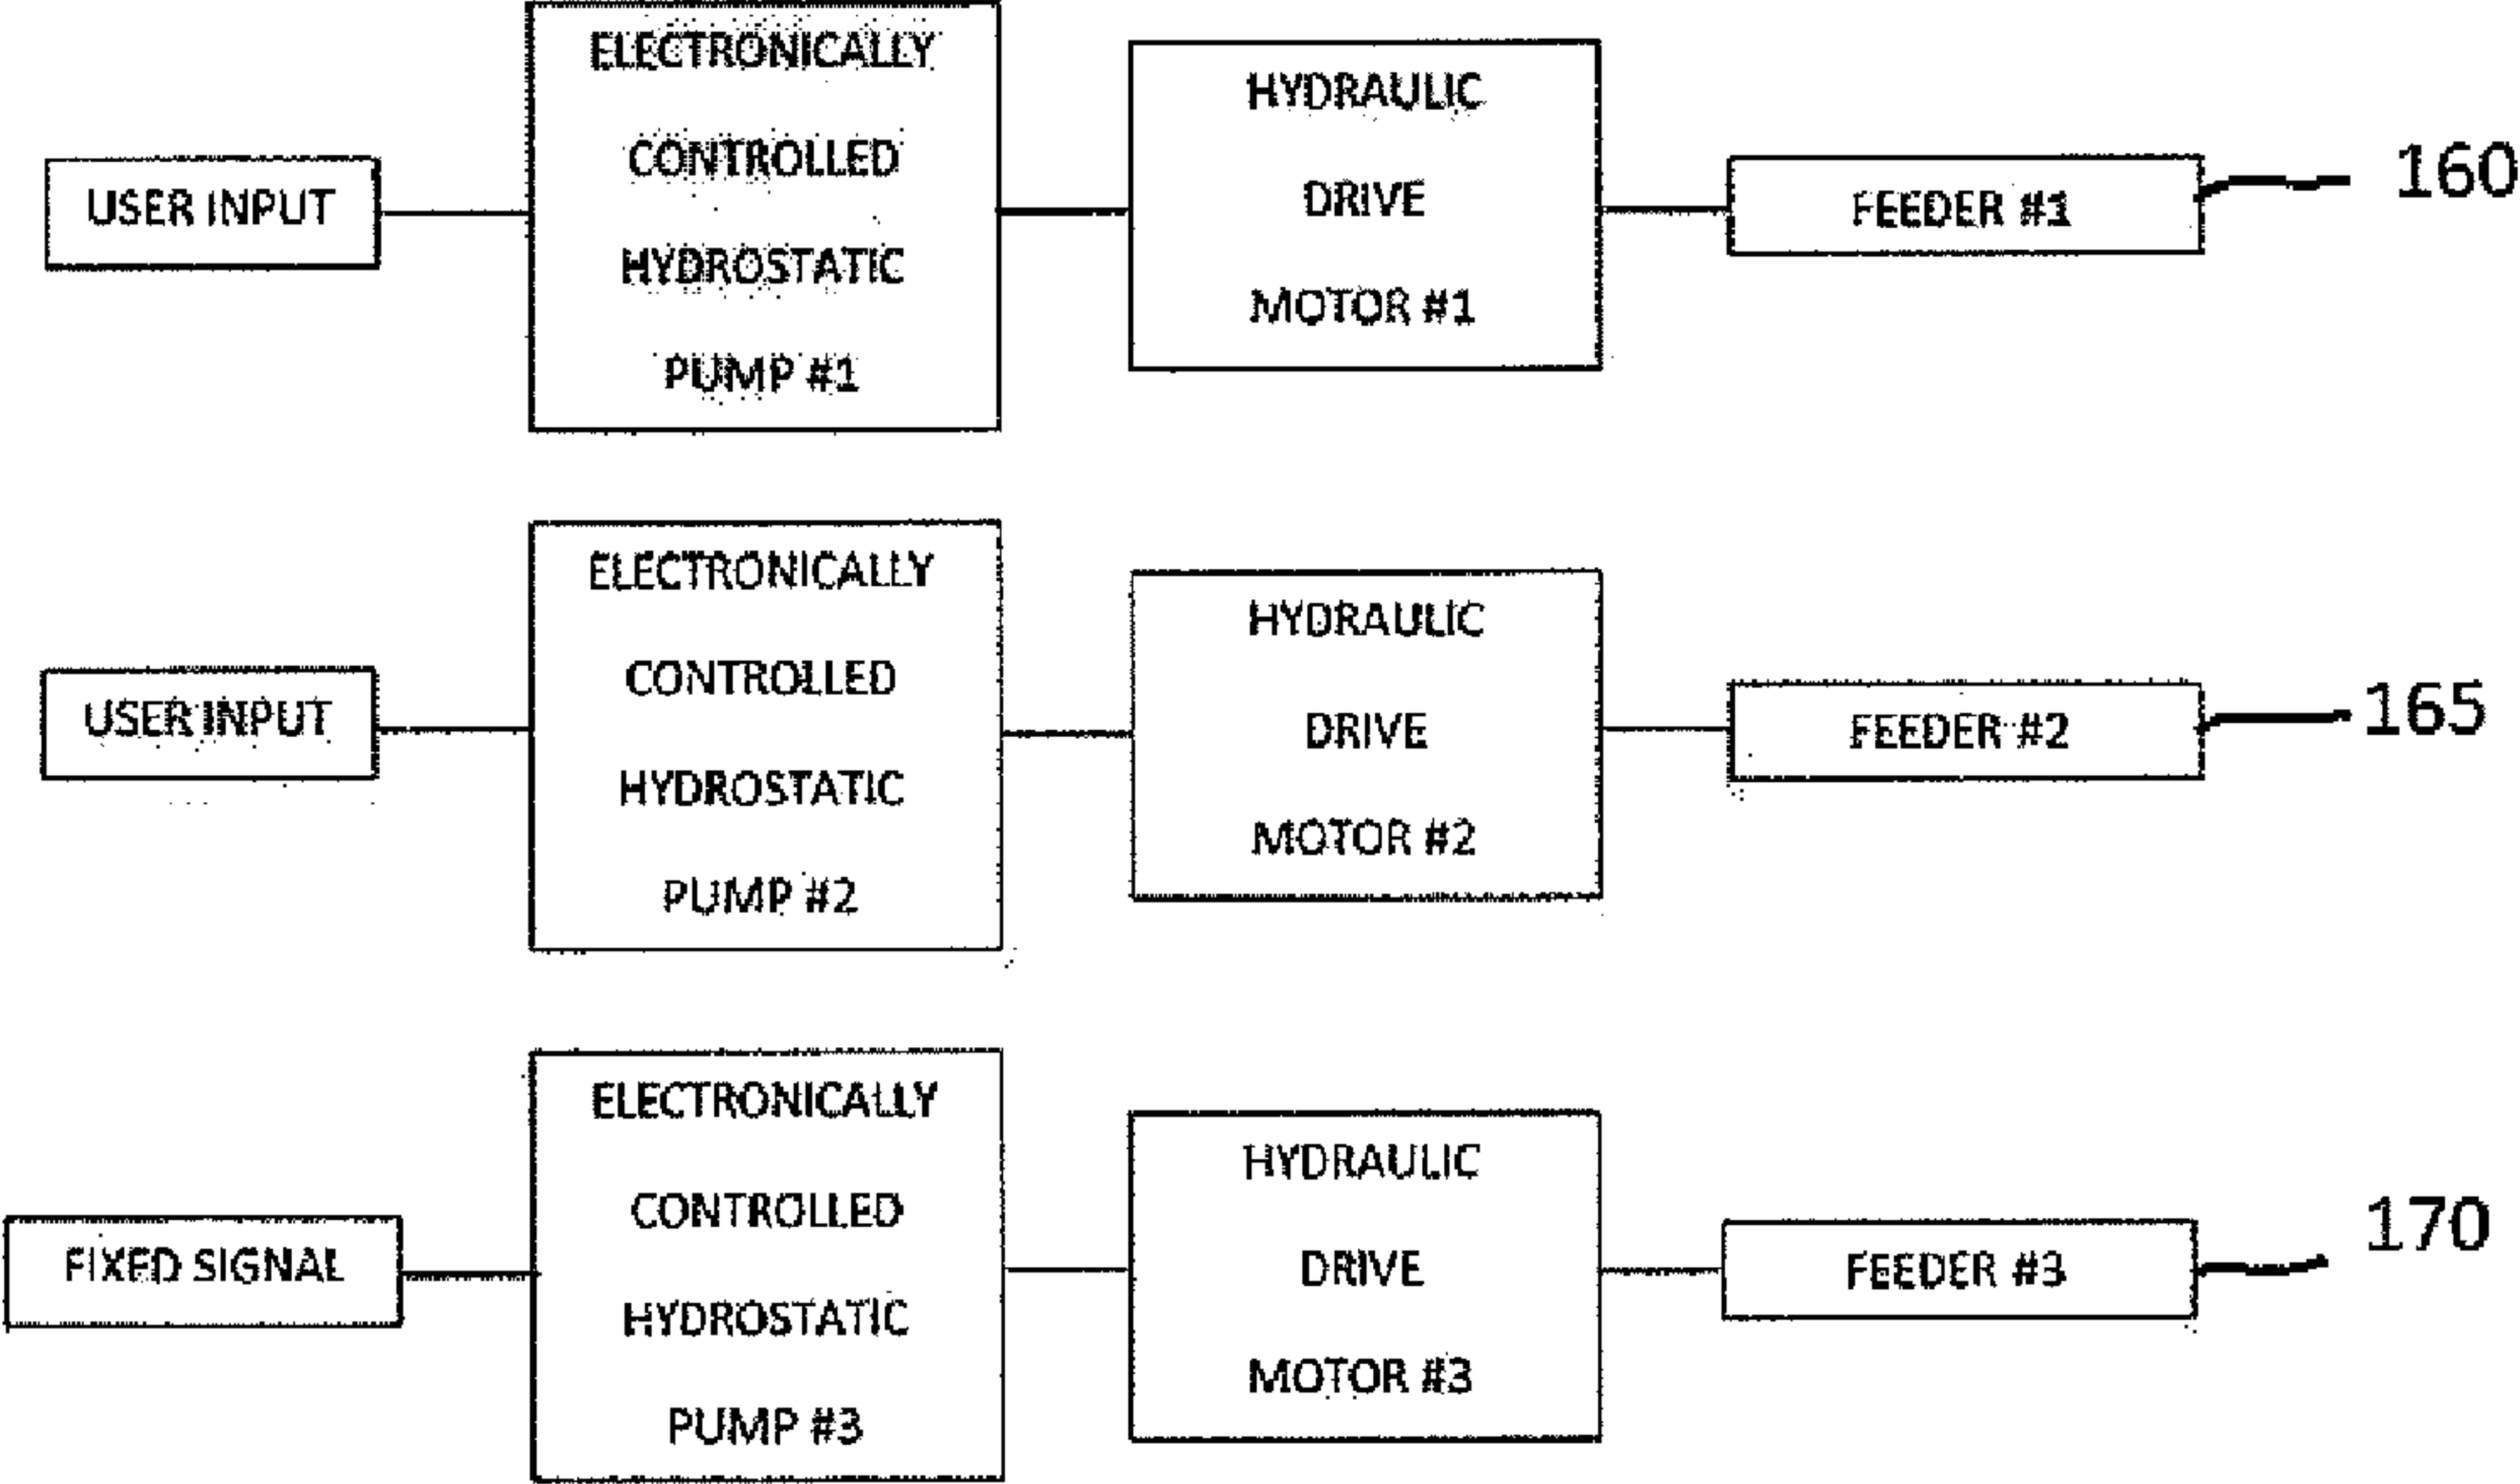 USER INPUT
ELECTRONICALLY
CONTROLLED
HYDROSTATIC
PUMP #1
HYDRAULIC
DRIVE
MOTOR #1
FEEDER #1
160
USER INPUT
ELECTRONICALLY
CONTROLLED
HYDROSTATIC
PUMP #2
HYDRAULIC
DRIVE
MOTOR #2
FEEDER #2
165
FIXED SIGNAL
ELECTRONICALLY
CONTROLLED
HYDROSTATIC
PUMP #3
HYDRAULIC
DRIVE
MOTOR #3
FEEDER #3
170